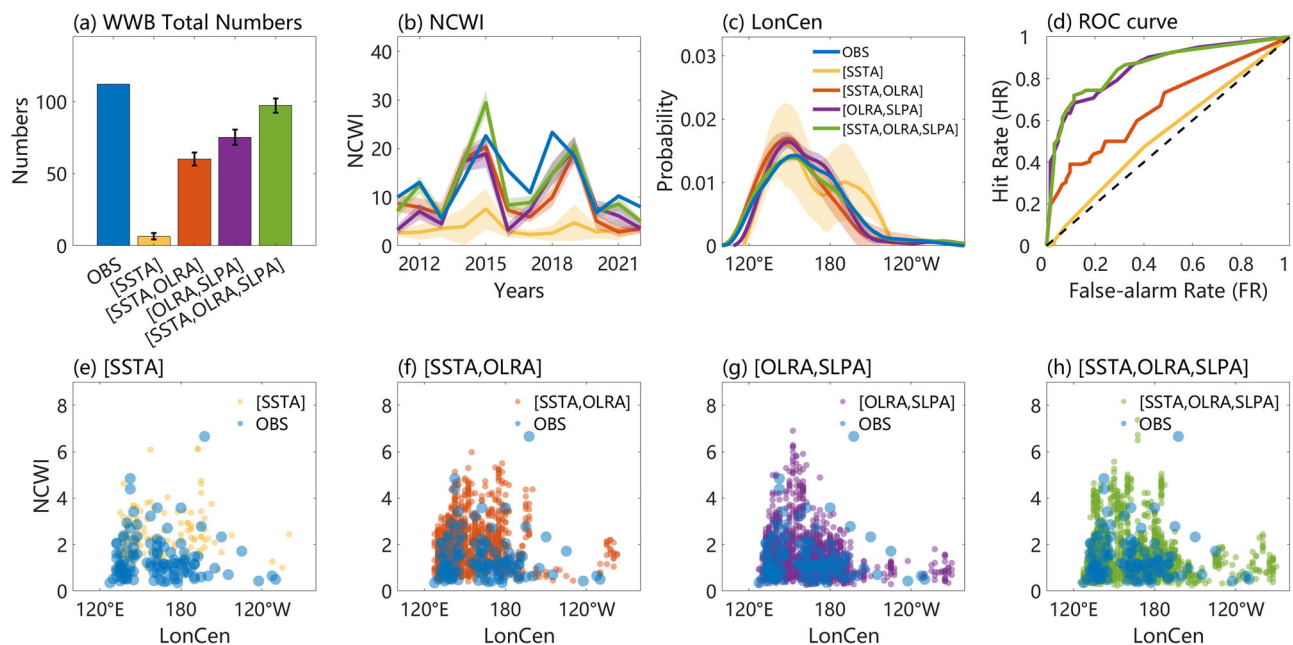 (a) WWB Total Numbers
Numbers
100
50
0
OBS
[SSTA]
[SSTA,OLRA]
[OLRA,SLPA]
[SSTA,OLRA,SLPA]
(b) NCWI
NCWI
40
30
20
10
0
2012 2015 2018 2021
Years
(c) LonCen
Probability
0.03
0.02
0.01
0
OBS
[SSTA]
[SSTA,OLRA]
[OLRA,SLPA]
[SSTA,OLRA,SLPA]
120°E 180 120°W
(d) ROC curve
Hit Rate (HR)
1
0.8
0.6
0.4
0.2
0
0 0.2 0.4 0.6 0.8 1
False-alarm Rate (FR)
(e) [SSTA]
NCWI
8
6
4
2
0
[SSTA]
OBS
120°E 180 120°W
LonCen
(f) [SSTA,OLRA]
8
6
4
2
0
[SSTA,OLRA]
OBS
120°E 180 120°W
LonCen
(g) [OLRA,SLPA]
8
6
4
2
0
[OLRA,SLPA]
OBS
120°E 180 120°W
LonCen
(h) [SSTA,OLRA,SLPA]
8
6
4
2
0
[SSTA,OLRA,SLPA]
OBS
120°E 180 120°W
LonCen